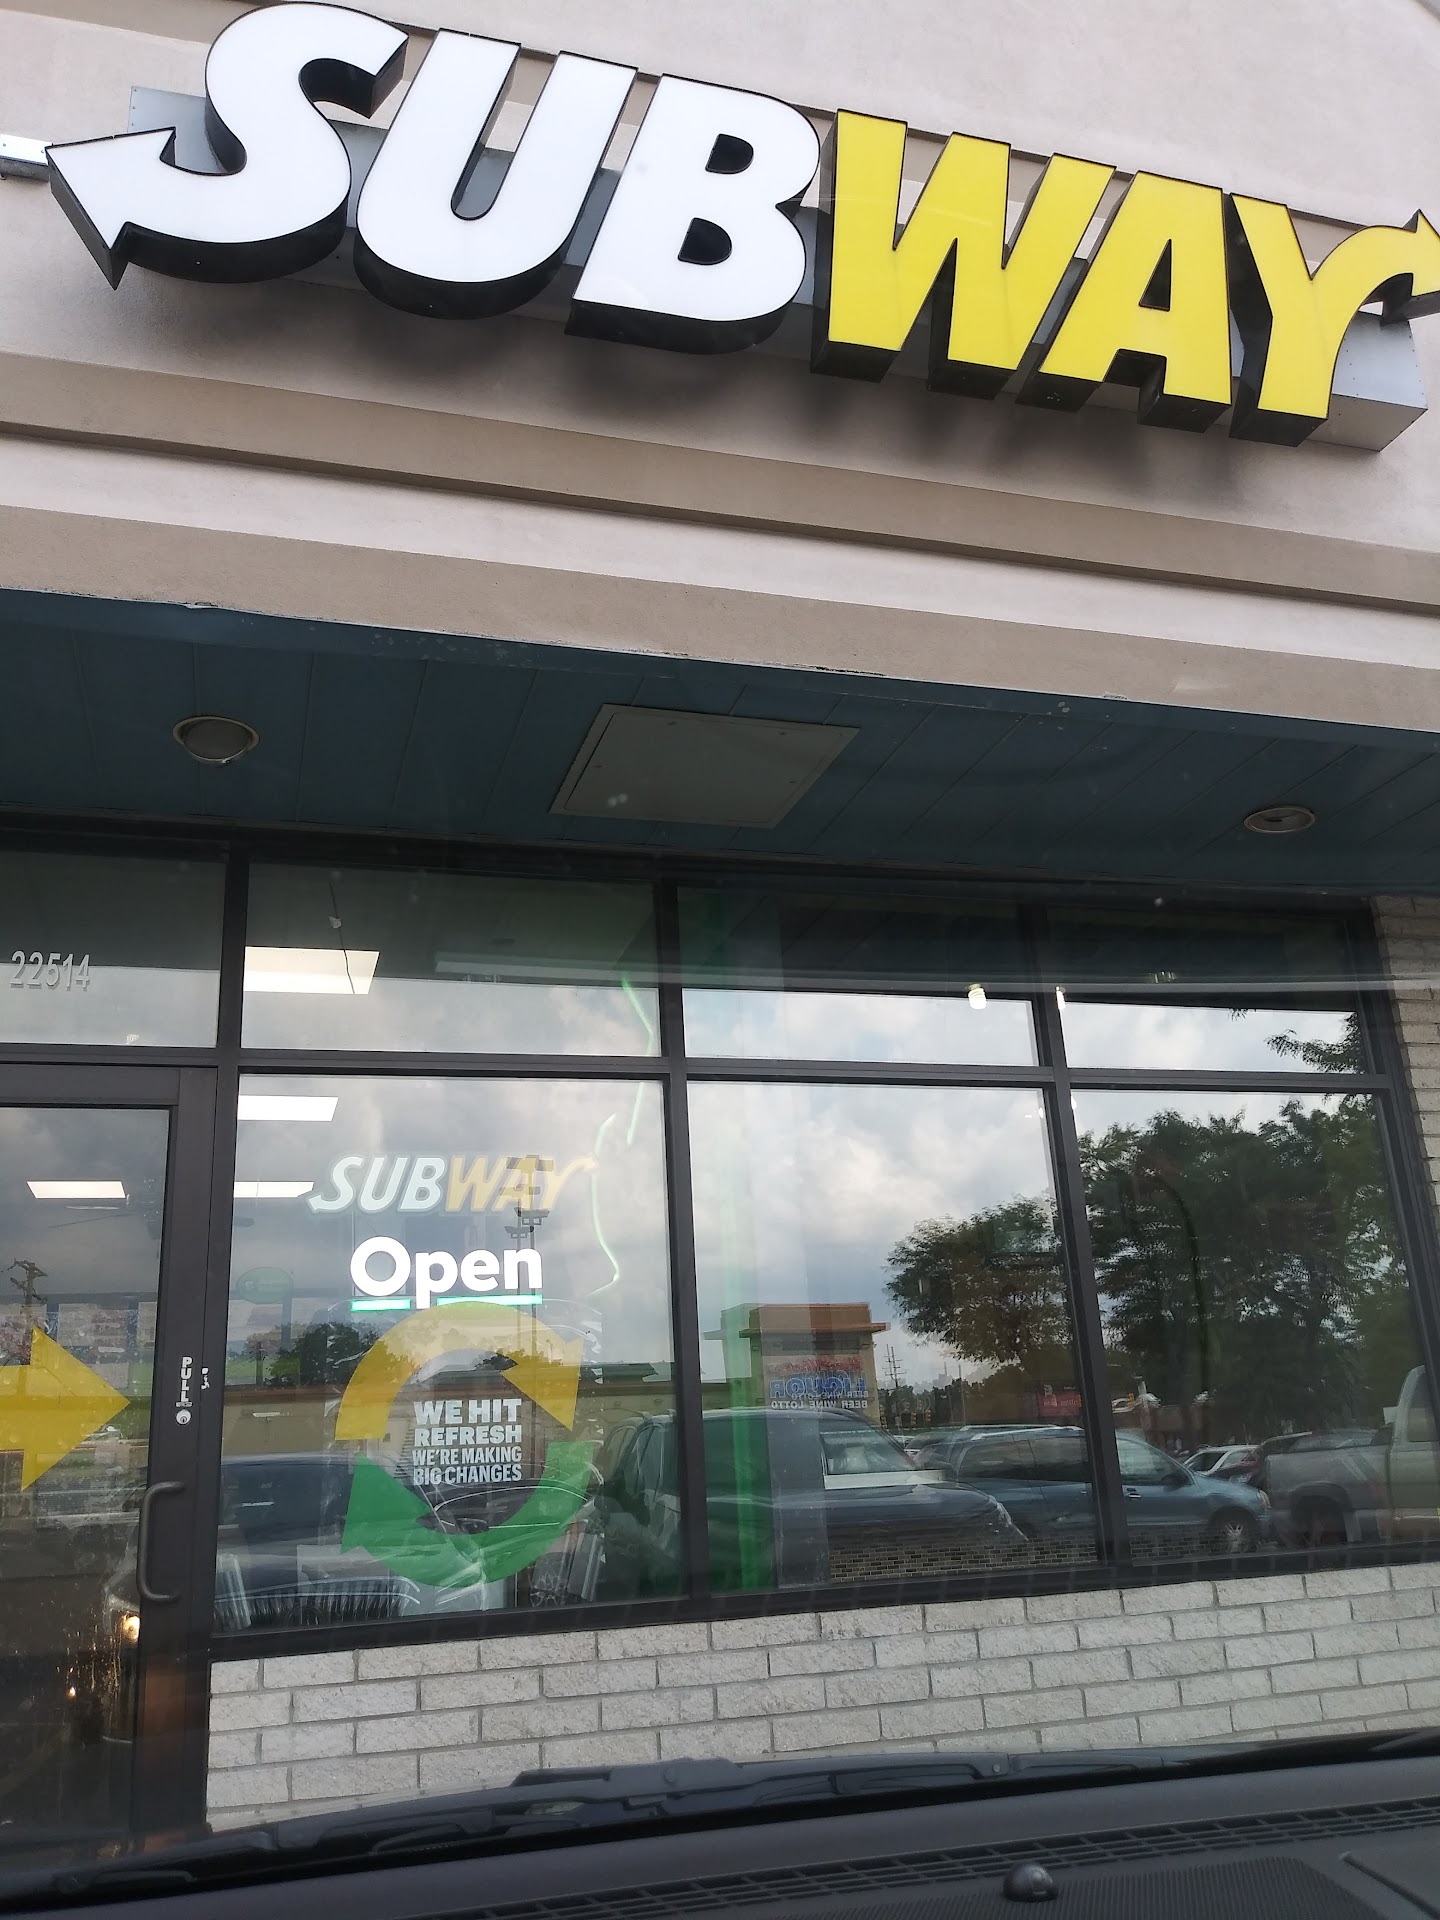 SUBWAY
22514
SUBWAY
Open
PULL
WE HIT
REFRESH
WE'RE MAKING
BIG CHANGES
LIQUOR
BEER WINE LOTTO